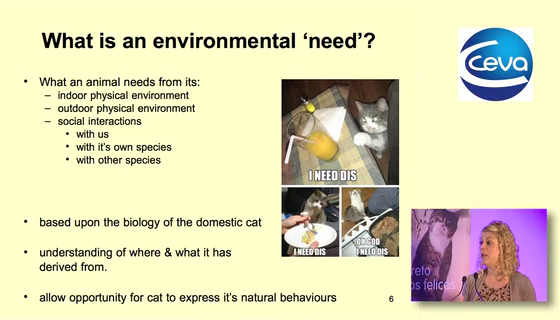 What is an environmental ‘need’?
• What an animal needs from its:
– indoor physical environment
– outdoor physical environment
– social interactions
• with us
• with it’s own species
• with other species
• based upon the biology of the domestic cat
• understanding of where & what it has
derived from.
• allow opportunity for cat to express it’s natural behaviours
I NEED DIS
I NEED DIS
OH GOD
I NEED DIS
6
ceva
reto
os felices